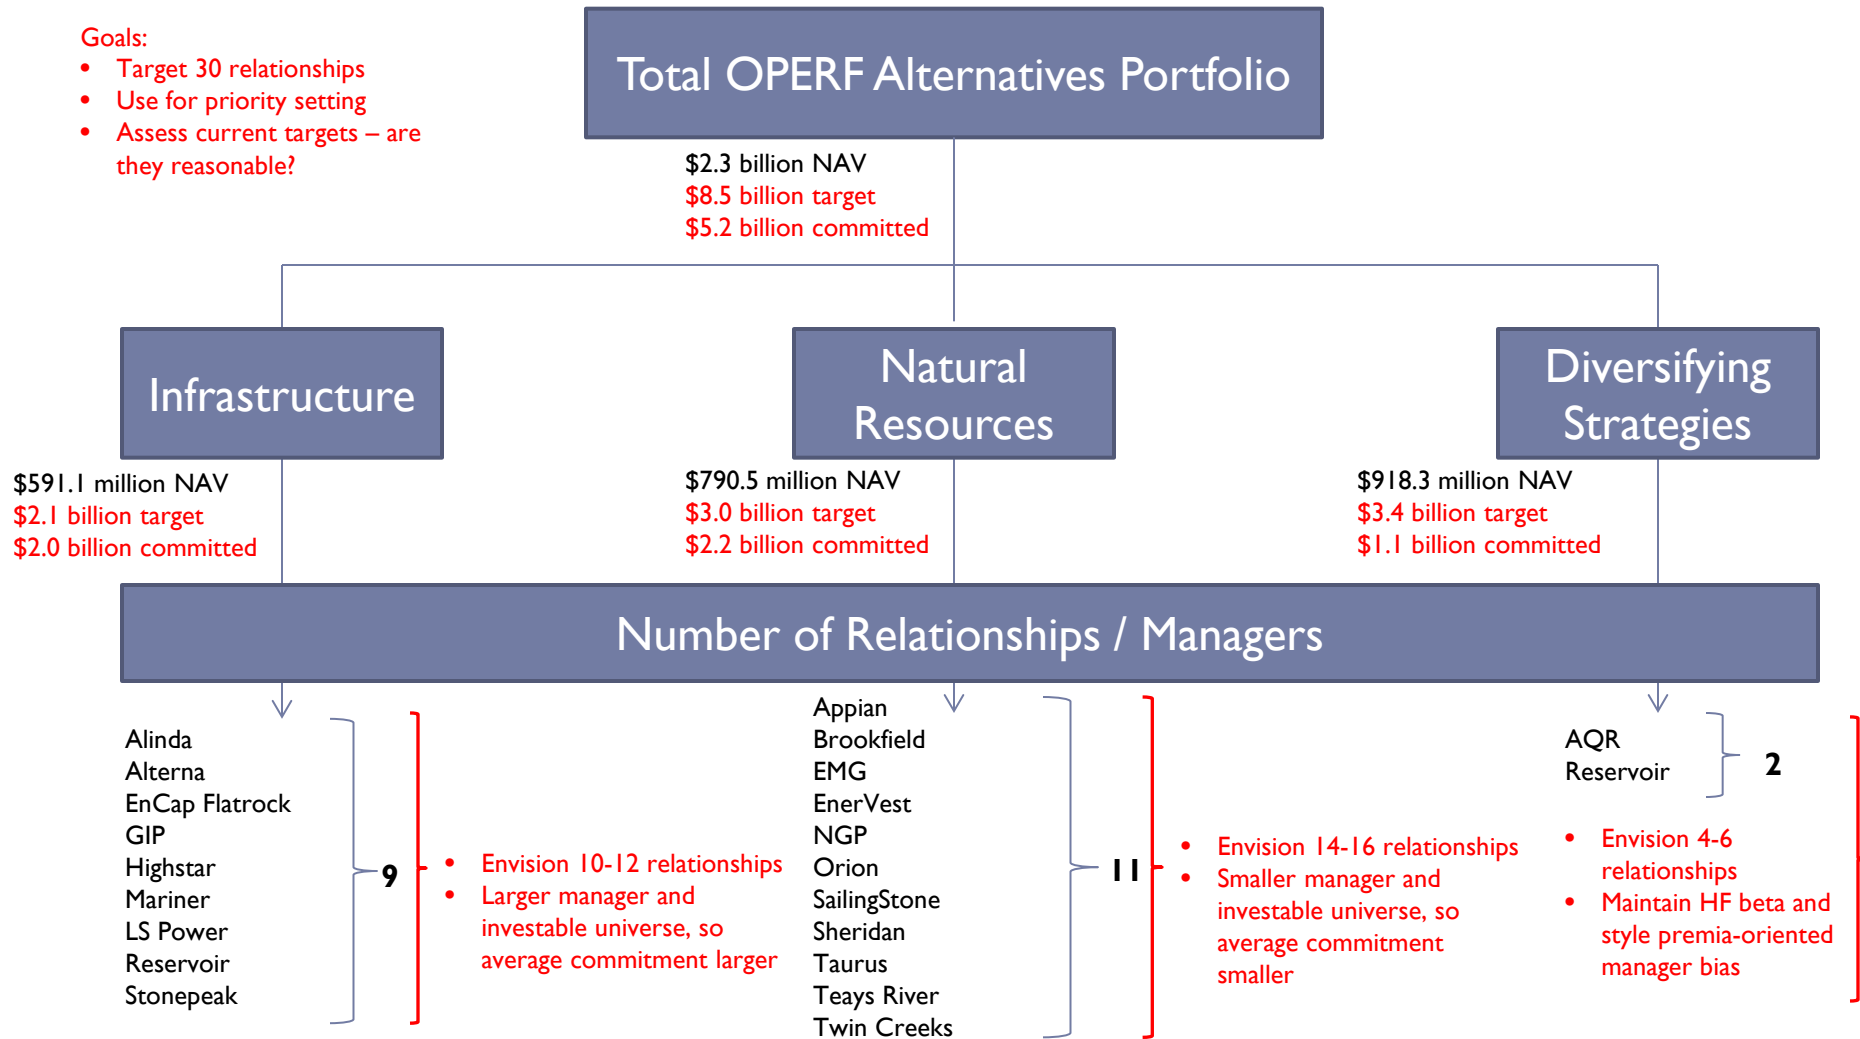 Goals:
• Target 30 relationships
• Use for priority setting
• Assess current targets – are
they reasonable?
Total OPERF Alternatives Portfolio
$2.3 billion NAV
$8.5 billion target
$5.2 billion committed
Infrastructure
$591.1 million NAV
$2.1 billion target
$2.0 billion committed
Natural
Resources
$790.5 million NAV
$3.0 billion target
$2.2 billion committed
Diversifying
Strategies
$918.3 million NAV
$3.4 billion target
$1.1 billion committed
Number of Relationships / Managers
Alinda
Alterna
EnCap Flatrock
GIP
Highstar
Mariner
LS Power
Reservoir
Stonepeak
9
• Envision 10-12 relationships
• Larger manager and
investable universe, so
average commitment larger
Appian
Brookfield
EMG
EnerVest
NGP
Orion
SailingStone
Sheridan
Taurus
Teays River
Twin Creeks
11
• Envision 14-16 relationships
• Smaller manager and
investable universe, so
average commitment
smaller
AQR
Reservoir
2
• Envision 4-6
relationships
• Maintain HF beta and
style premia-oriented
manager bias